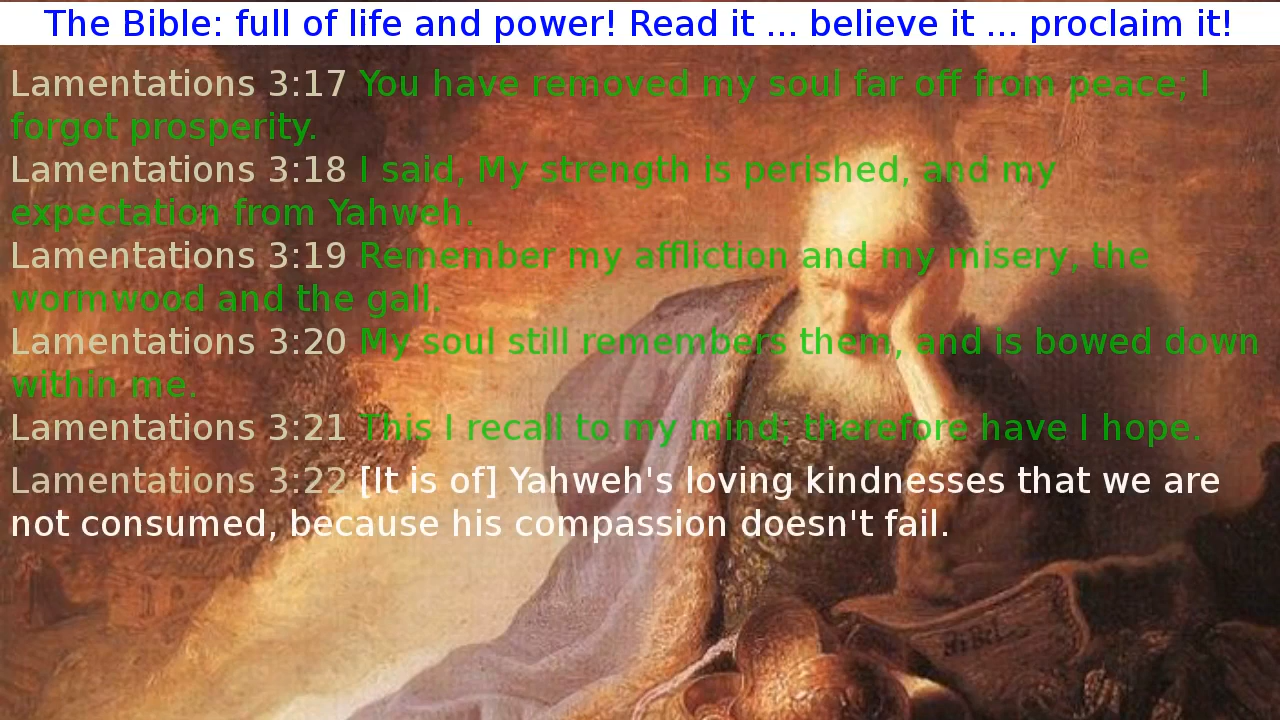 The Bible: full of life and power! Read it ... believe it ... proclaim it!
Lamentations 3:17 You have removed my soul far off from peace; I
forgot prosperity.
Lamentations 3:18 I said, My strength is perished, and my
expectation from Yahweh.
Lamentations 3:19 Remember my affliction and my misery, the
wormwood and the gall.
Lamentations 3:20 My soul still remembers them, and is bowed down
within me.
Lamentations 3:21 This I recall to my mind; therefore have I hope.
Lamentations 3:22 [It is of] Yahweh's loving kindnesses that we are
not consumed, because his compassion doesn't fail.